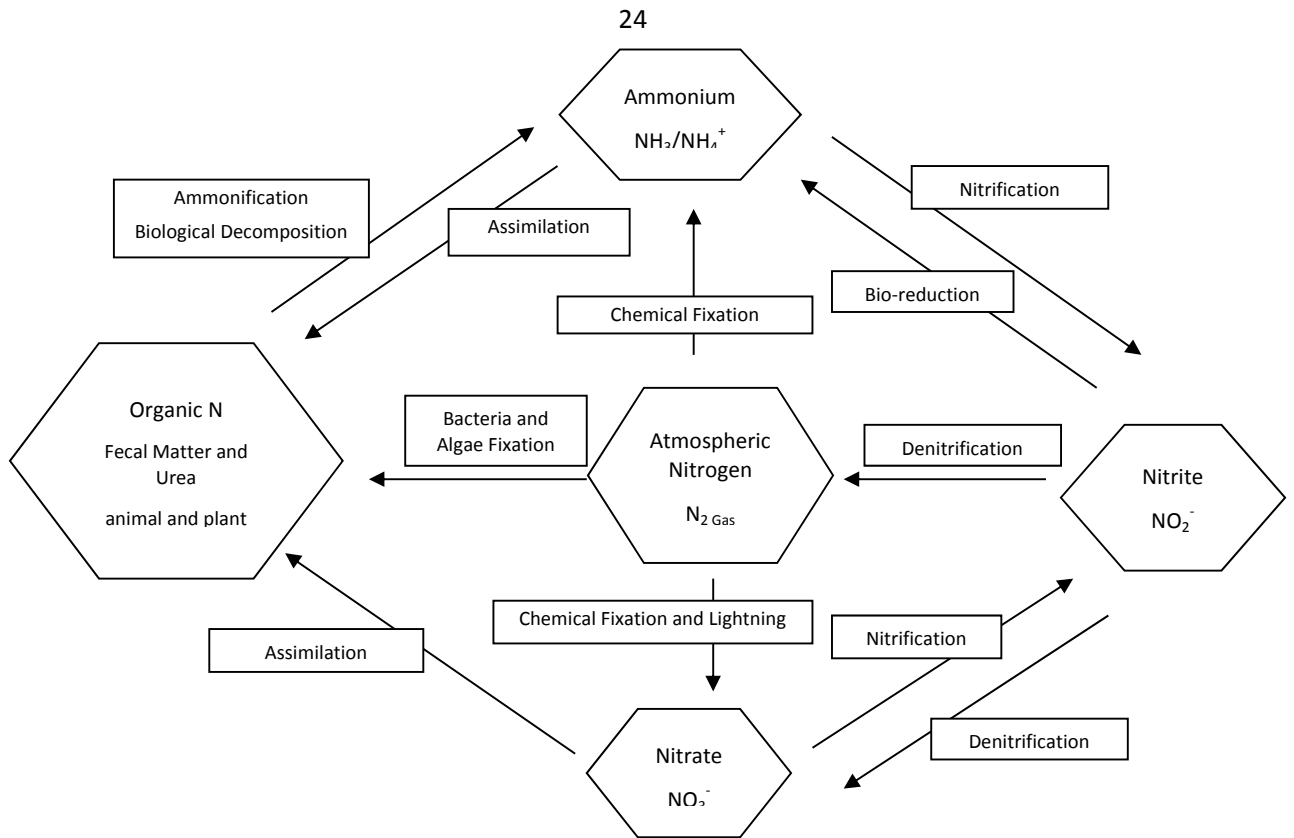 24
Ammonium
NH₃/NH₄⁺
Ammonification
Biological Decomposition
Assimilation
Nitrification
Bio-reduction
Chemical Fixation
Organic N
Fecal Matter and
Urea
animal and plant
Bacteria and
Algae Fixation
Atmospheric
Nitrogen
N₂ Gas
Denitrification
Nitrite
NO₂⁻
Chemical Fixation and Lightning
Nitrification
Assimilation
Denitrification
Nitrate
NO₃⁻